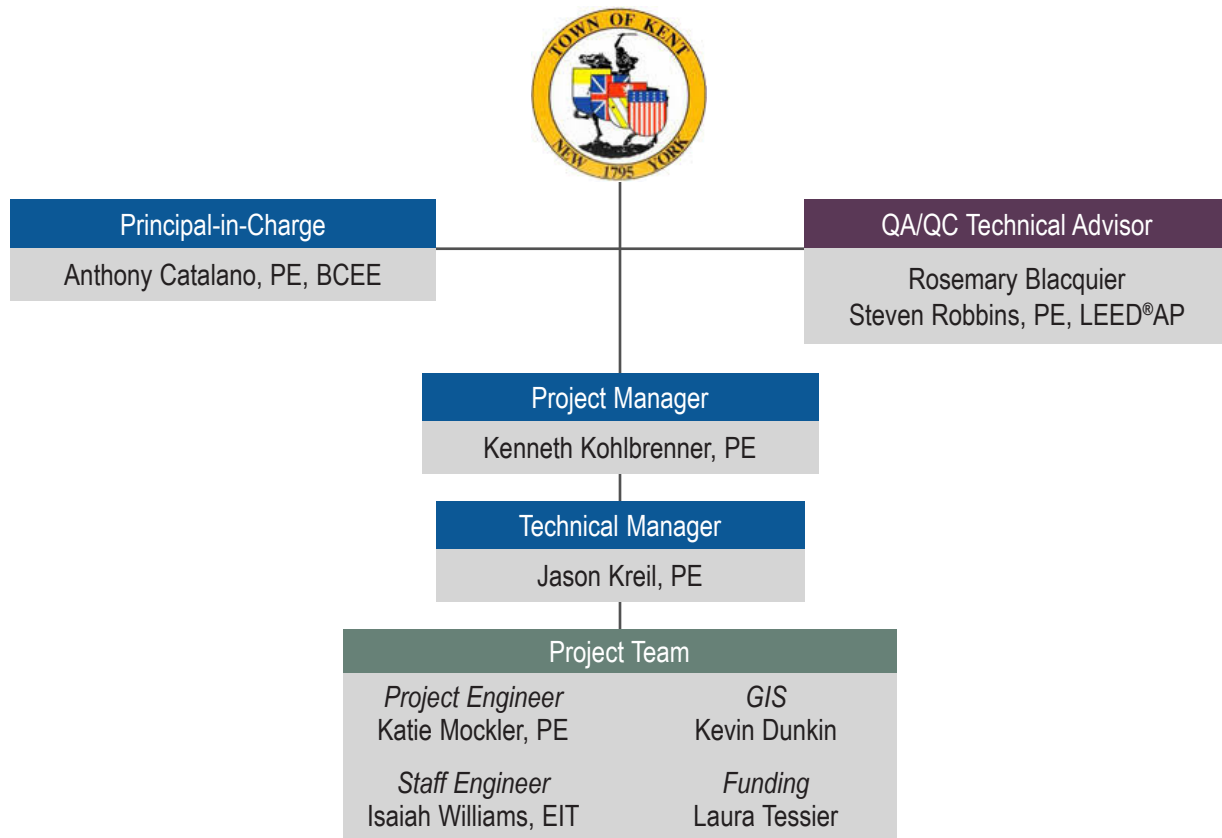 TOWN OF KENT
NEW 1795 YORK
Principal-in-Charge
Anthony Catalano, PE, BCEE
QA/QC Technical Advisor
Rosemary Blacquier
Steven Robbins, PE, LEED®AP
Project Manager
Kenneth Kohlbrenner, PE
Technical Manager
Jason Kreil, PE
Project Team
Project Engineer
Katie Mockler, PE
GIS
Kevin Dunkin
Staff Engineer
Isaiah Williams, EIT
Funding
Laura Tessier